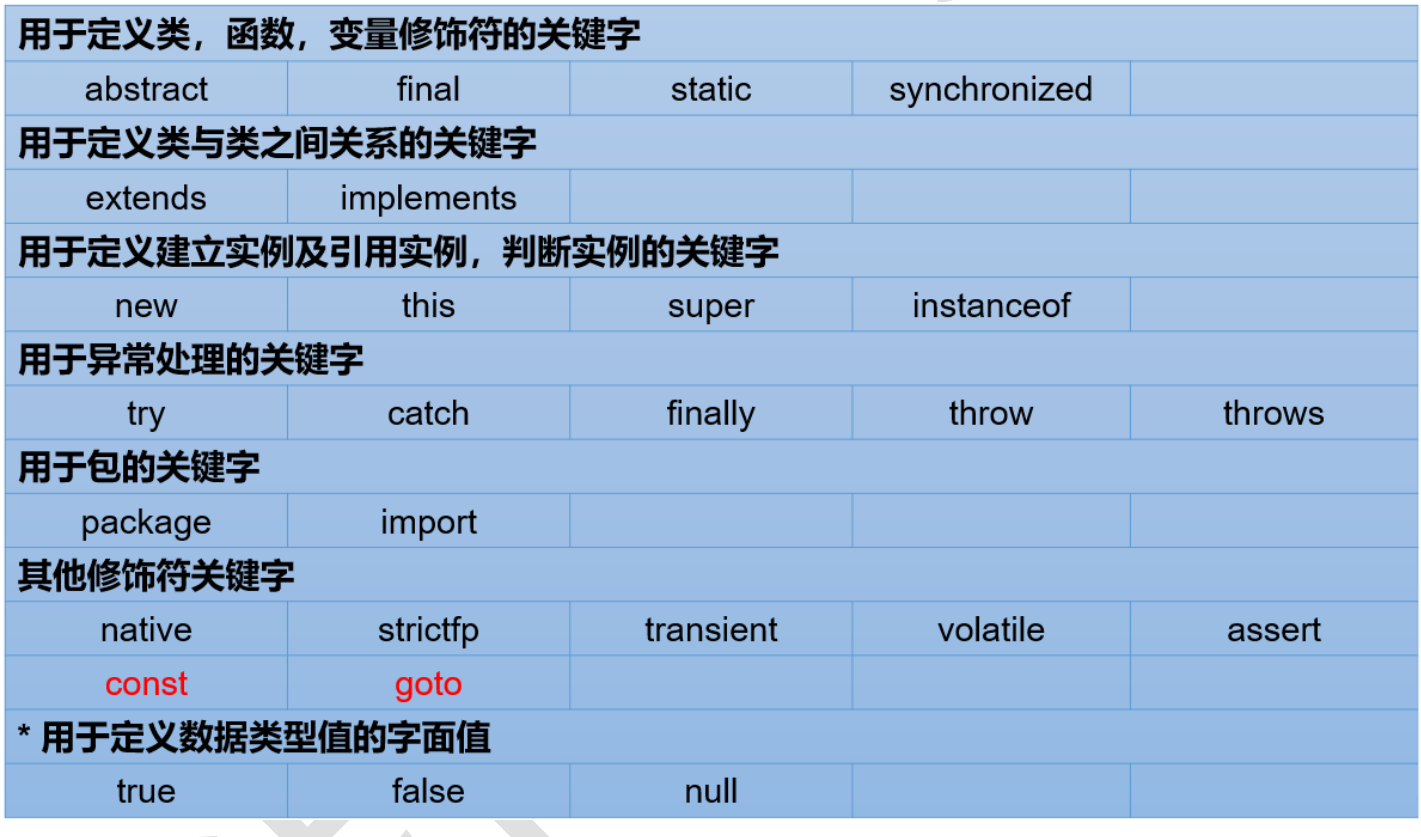 用于定义类，函数，变量修饰符的关键字
abstract final static synchronized
用于定义类与类之间关系的关键字
extends implements
用于定义建立实例及引用实例，判断实例的关键字
new this super instanceof
用于异常处理的关键字
try catch finally throw throws
用于包的关键字
package import
其他修饰符关键字
native strictfp transient volatile assert
const goto
* 用于定义数据类型值的字面值
true false null